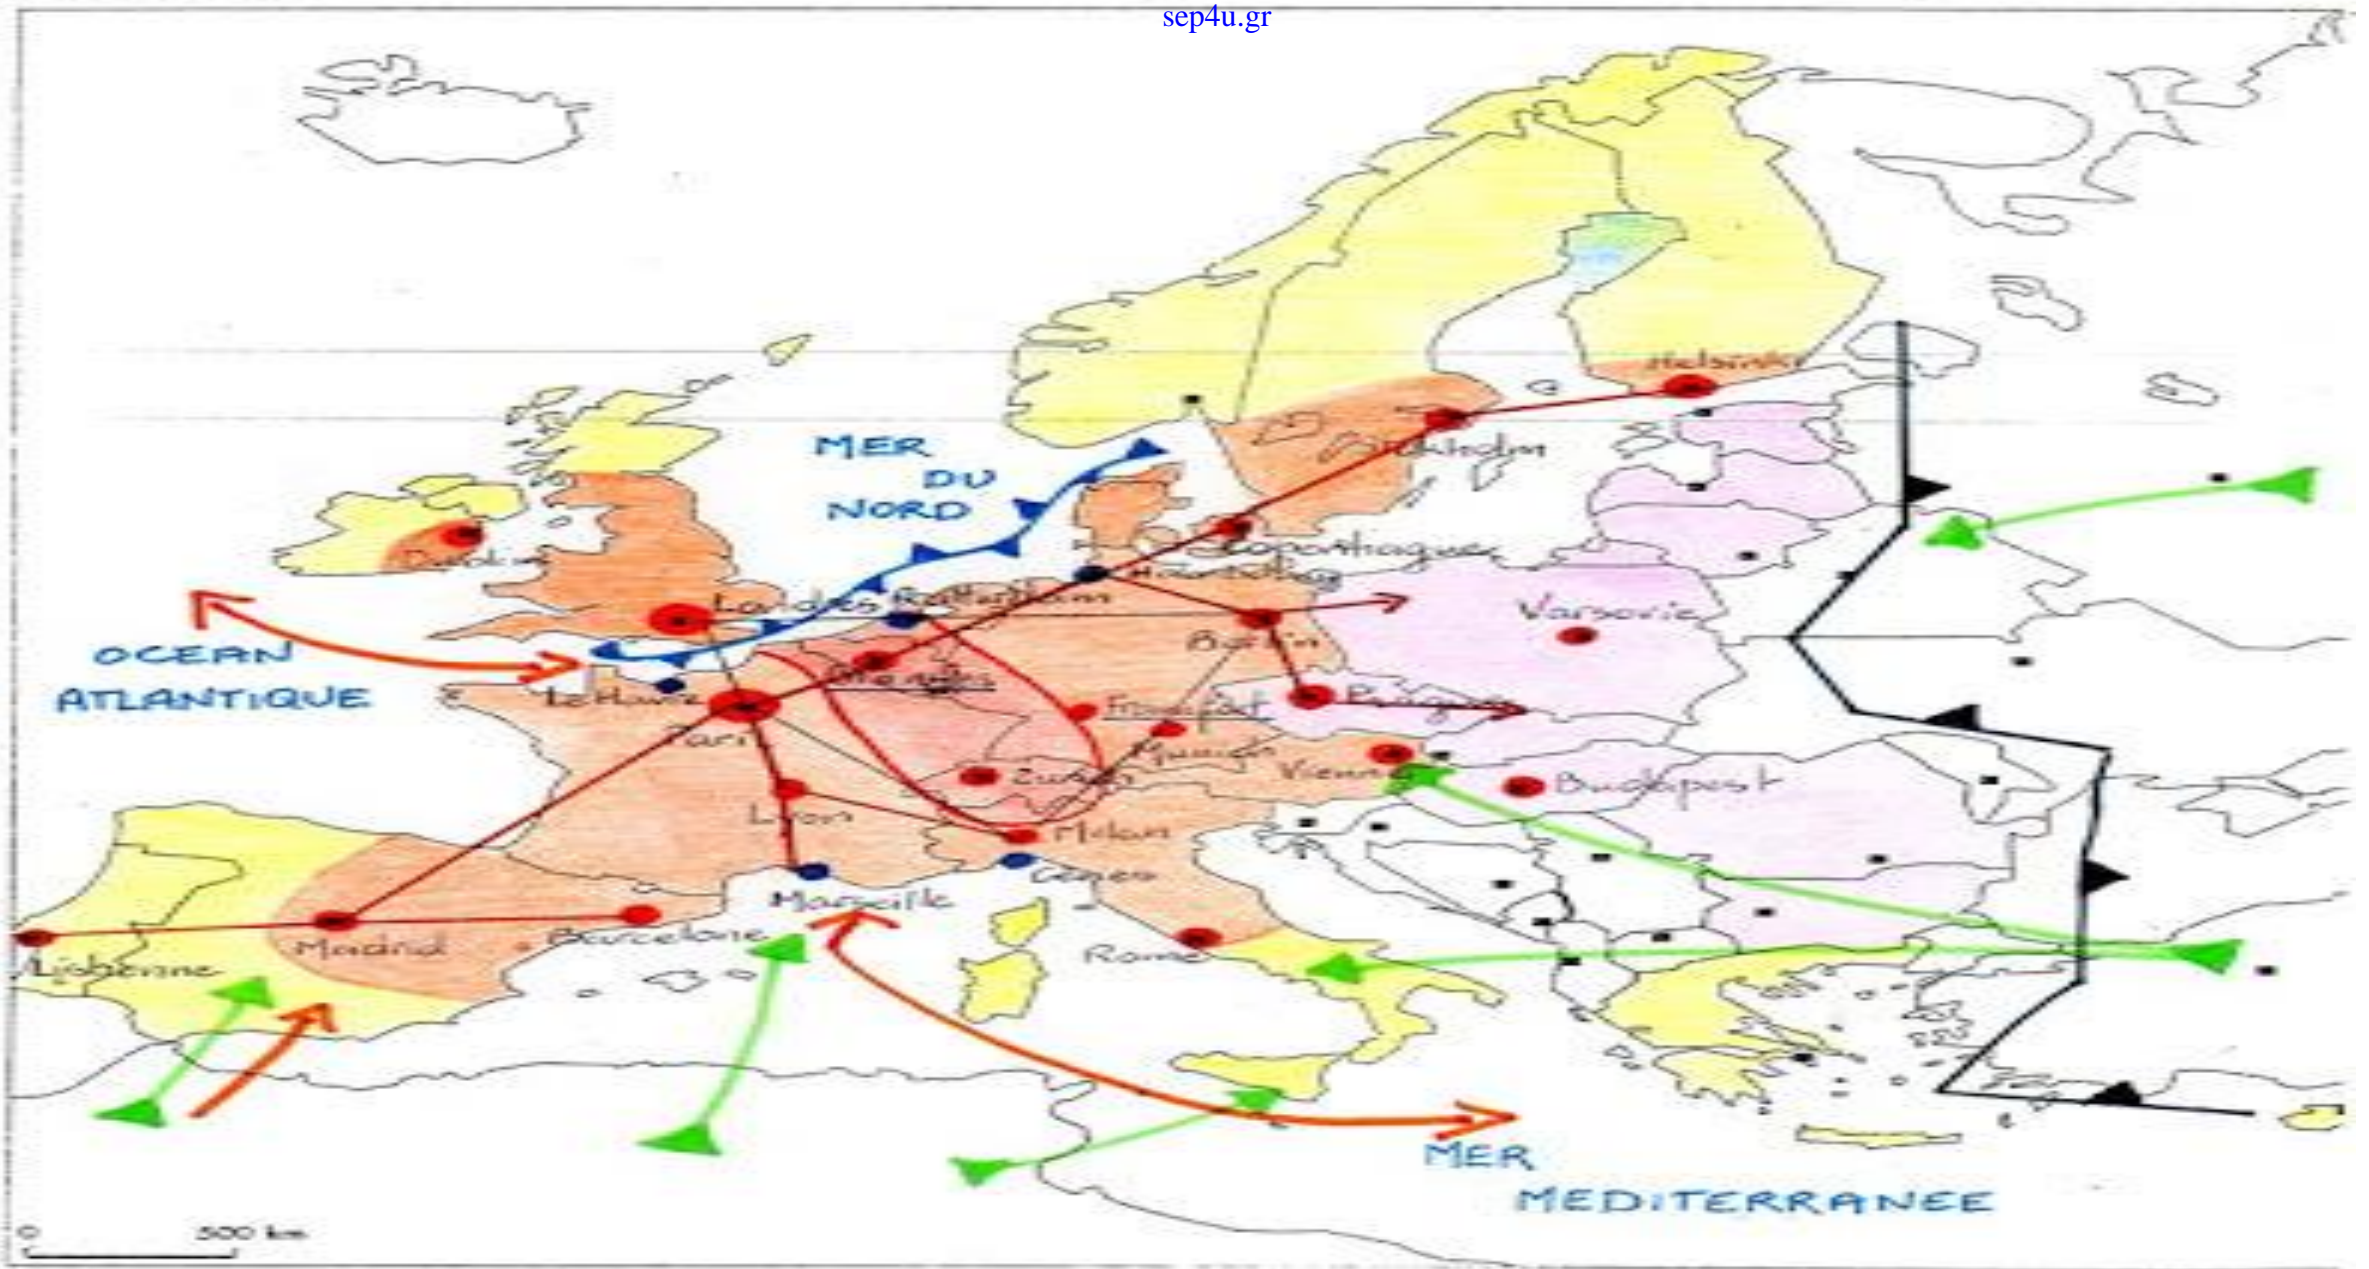 sep4u.gr
MER
DU
NORD
Helsinki
Stockholm
Copenhague
Hambourg
Dublin
Londres
Rotterdam
Berlin
Varsovie
OCEAN
ATLANTIQUE
Le Havre
Bruxelles
Paris
Francfort
Prague
Munich
Vienne
Zurich
Budapest
Lyon
Milan
Gênes
Marseille
Madrid
Barcelone
Rome
Lisbonne
MER
MEDITERRANEE
0
500 km